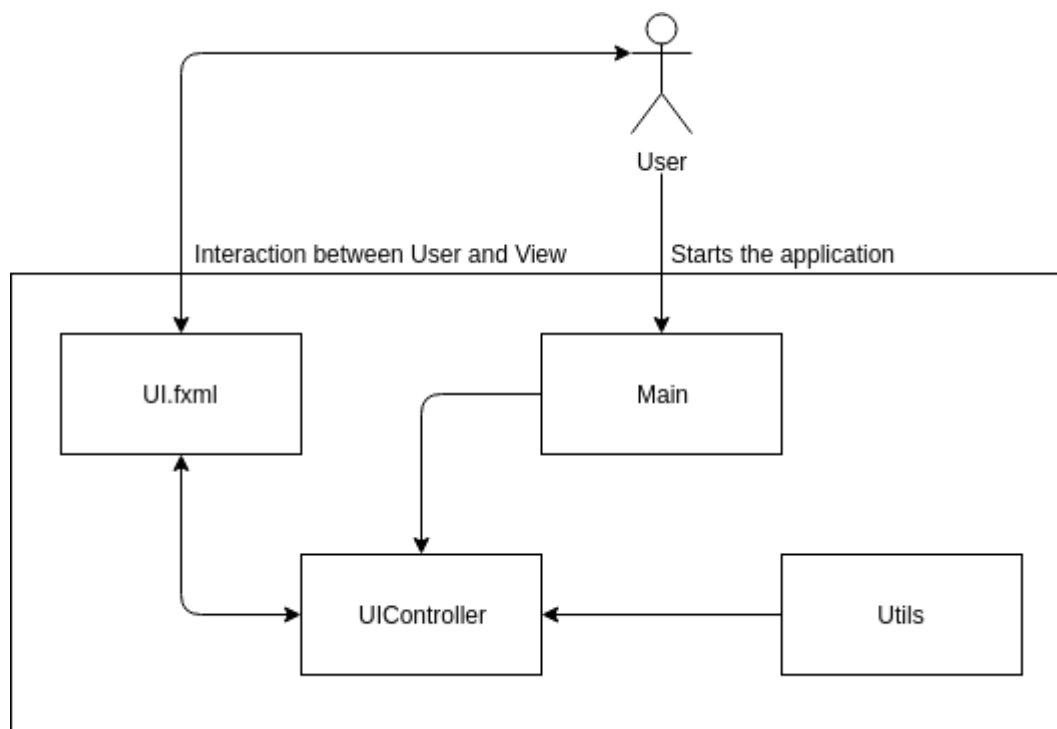 User
Interaction between User and View
Starts the application
UI.fxml
Main
UIController
Utils